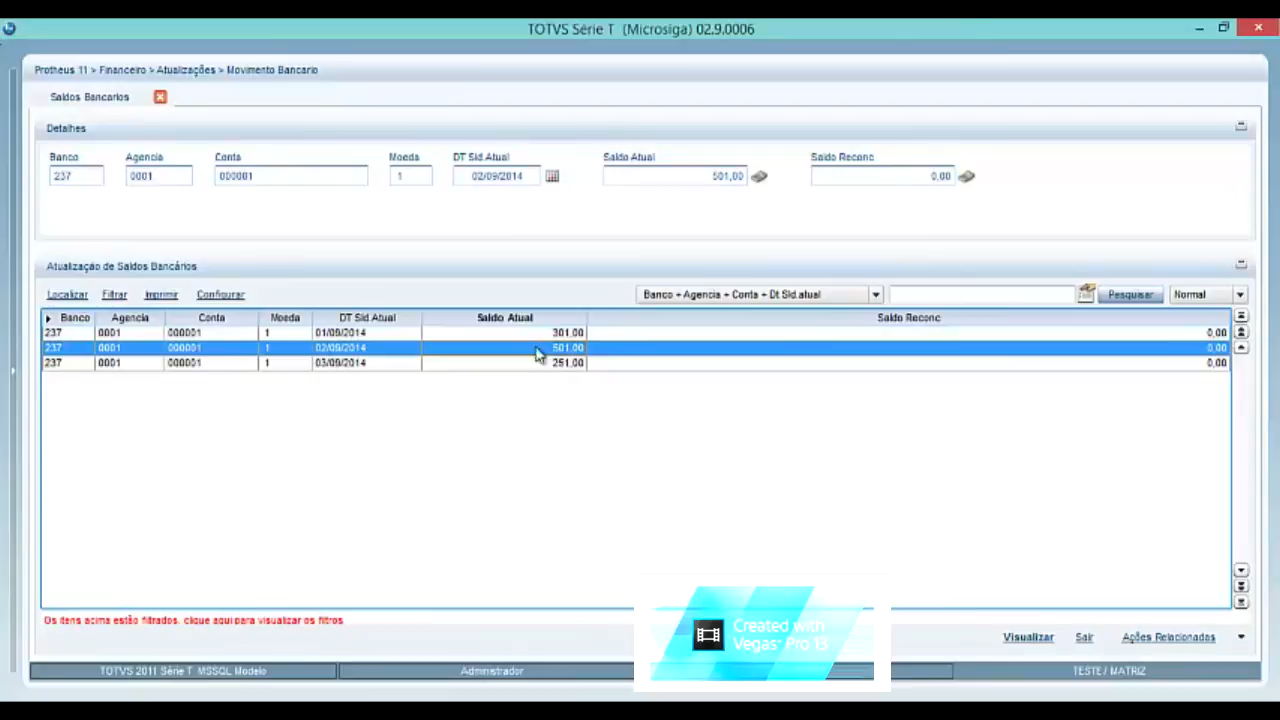 TOTVS Série T (Microsiga) 02.9.0006
Protheus 11 > Financeiro > Atualizações > Movimento Bancario
Saldos Bancarios
Detalhes
Banco Agencia Conta Moeda DT Sld.Atual Saldo Atual Saldo Reconc
237 0001 000001 1 02/09/2014 501,00 0,00
Atualização de Saldos Bancários
Localizar Filtrar Imprimir Configurar Banco + Agencia + Conta + Dt Sld.atual Pesquisar Normal
Banco Agencia Conta Moeda DT Sld.Atual Saldo Atual Saldo Reconc
237 0001 000001 1 01/09/2014 301,00 0,00
237 0001 000001 1 02/09/2014 501,00 0,00
237 0001 000001 1 03/09/2014 251,00 0,00
Os itens acima estão filtrados, clique aqui para visualizar os filtros
Created with
Vegas Pro 13
Visualizar Sair Ações Relacionadas
TOTVS 2011 Série T MSSQL Modelo Administrador TESTE / MATRIZ